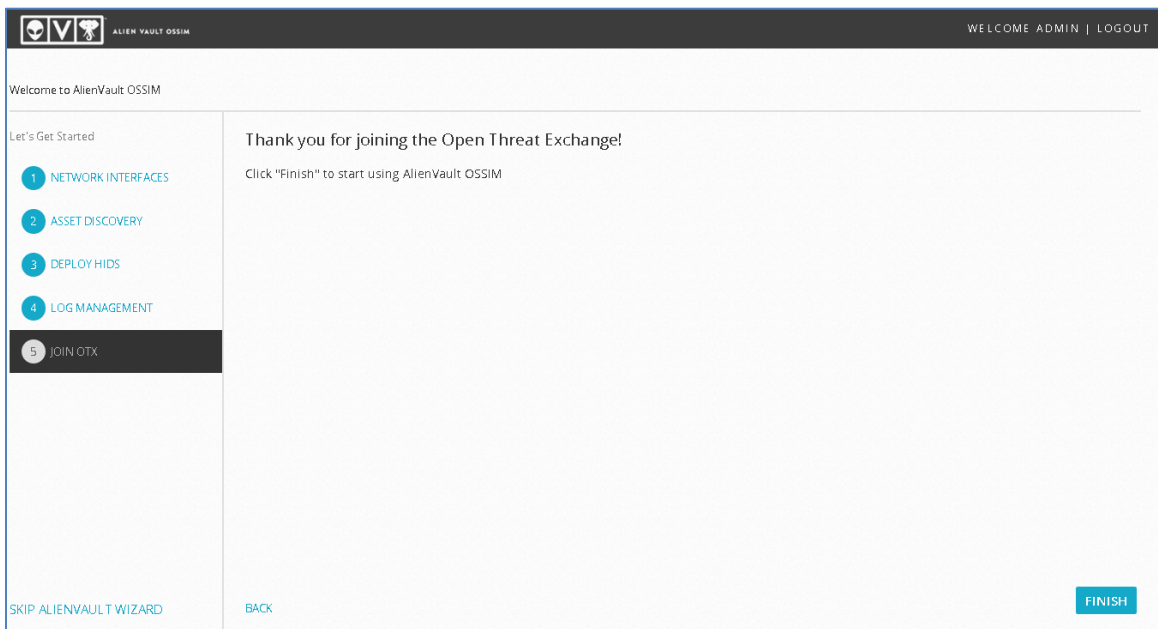 ALIEN VAULT OSSIM
WELCOME ADMIN | LOGOUT
Welcome to AlienVault OSSIM
Let's Get Started
1 NETWORK INTERFACES
2 ASSET DISCOVERY
3 DEPLOY HIDS
4 LOG MANAGEMENT
5 JOIN OTX
SKIP ALIENVAULT WIZARD
Thank you for joining the Open Threat Exchange!
Click "Finish" to start using AlienVault OSSIM
BACK
FINISH